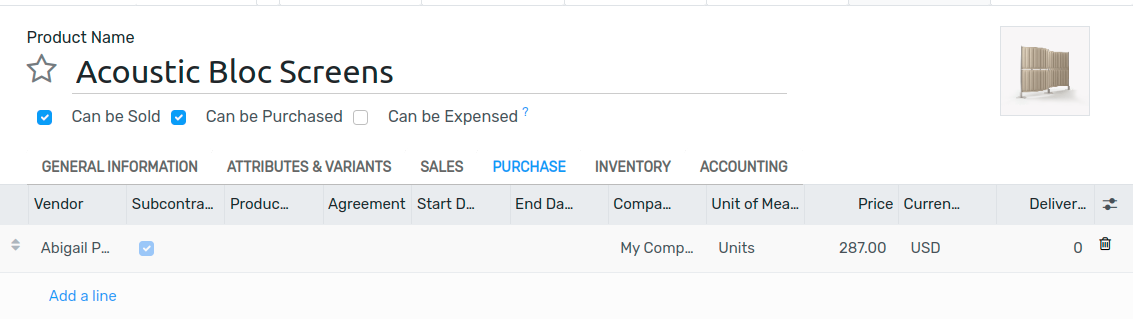 Product Name
Acoustic Bloc Screens
Can be Sold Can be Purchased Can be Expensed ?
GENERAL INFORMATION ATTRIBUTES & VARIANTS SALES PURCHASE INVENTORY ACCOUNTING
Vendor Subcontra... Produc... Agreement Start D... End Da... Compa... Unit of Mea... Price Curren... Deliver...
Abigail P... My Comp... Units 287.00 USD 0
Add a line